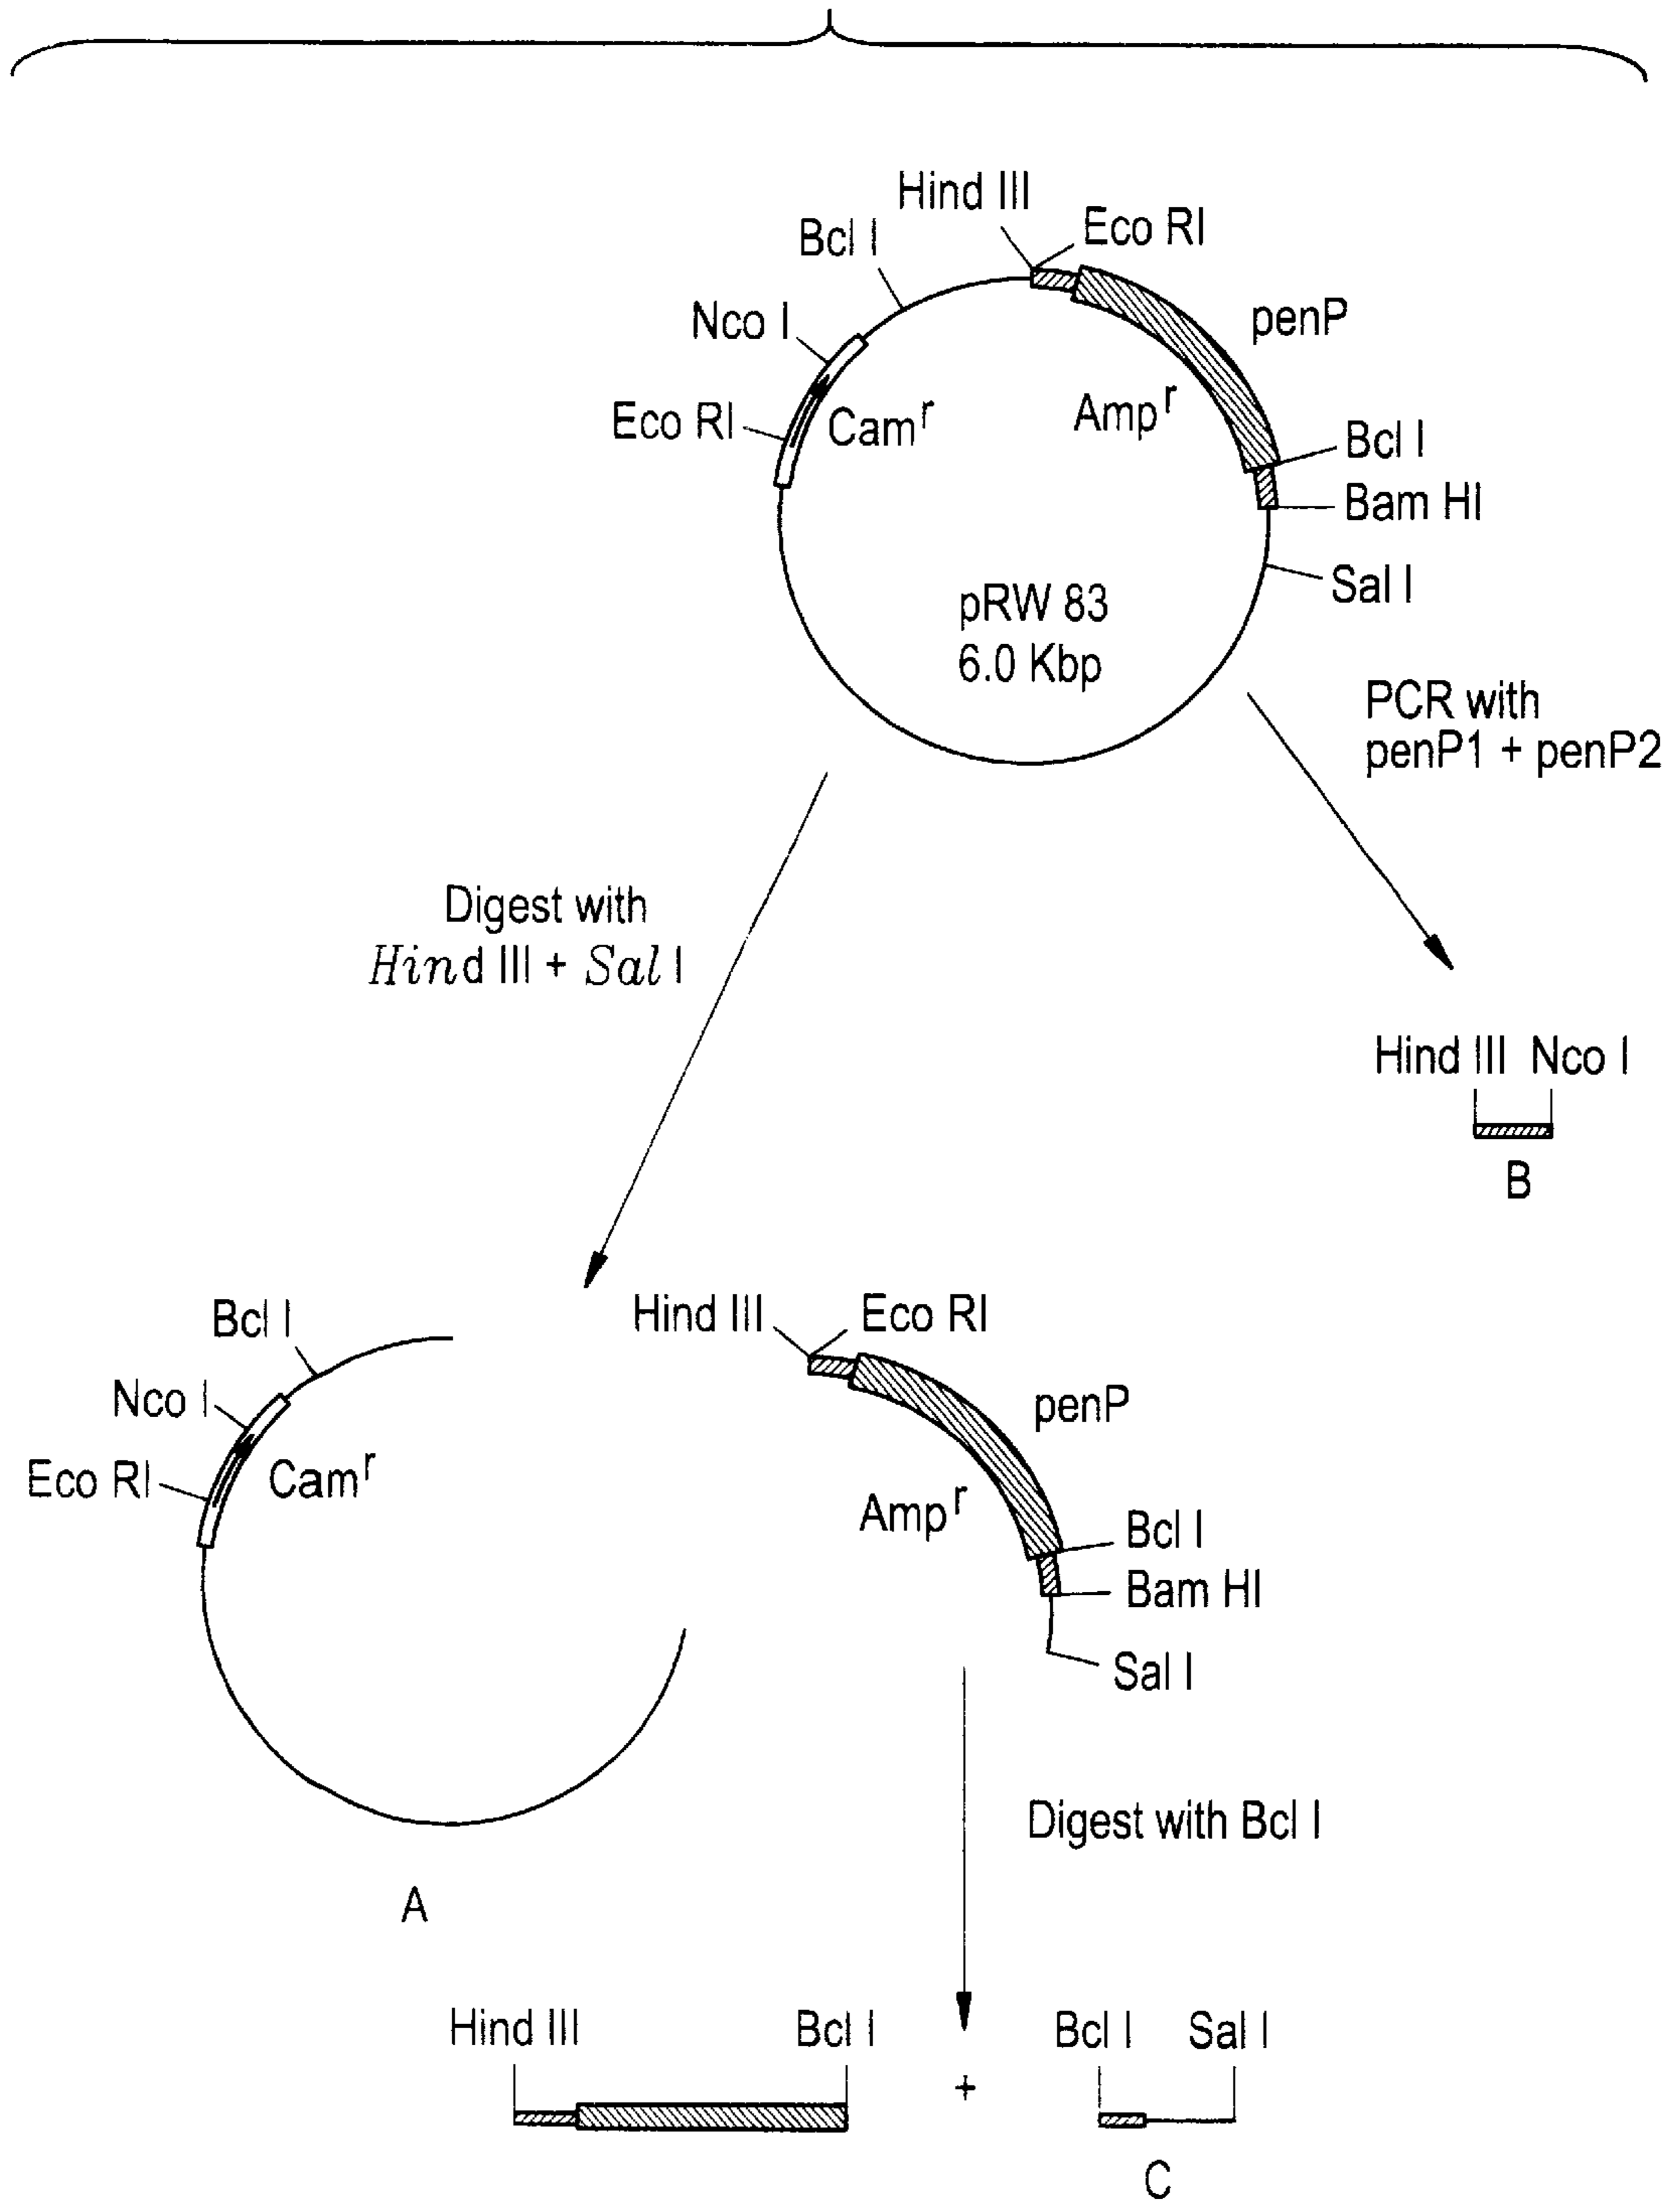 Hind III
Eco RI
Bcl I
Nco I
penP
Eco RI
Camʳ
Ampʳ
Bcl I
Bam HI
Sal I
pRW 83
6.0 Kbp
PCR with
penP1 + penP2
Digest with
Hind III + Sal I
Hind III Nco I
B
Bcl I
Hind III
Eco RI
Nco I
penP
Eco RI
Camʳ
Ampʳ
Bcl I
Bam HI
Sal I
Digest with Bcl I
A
Hind III
Bcl I
+
Bcl I
Sal I
C